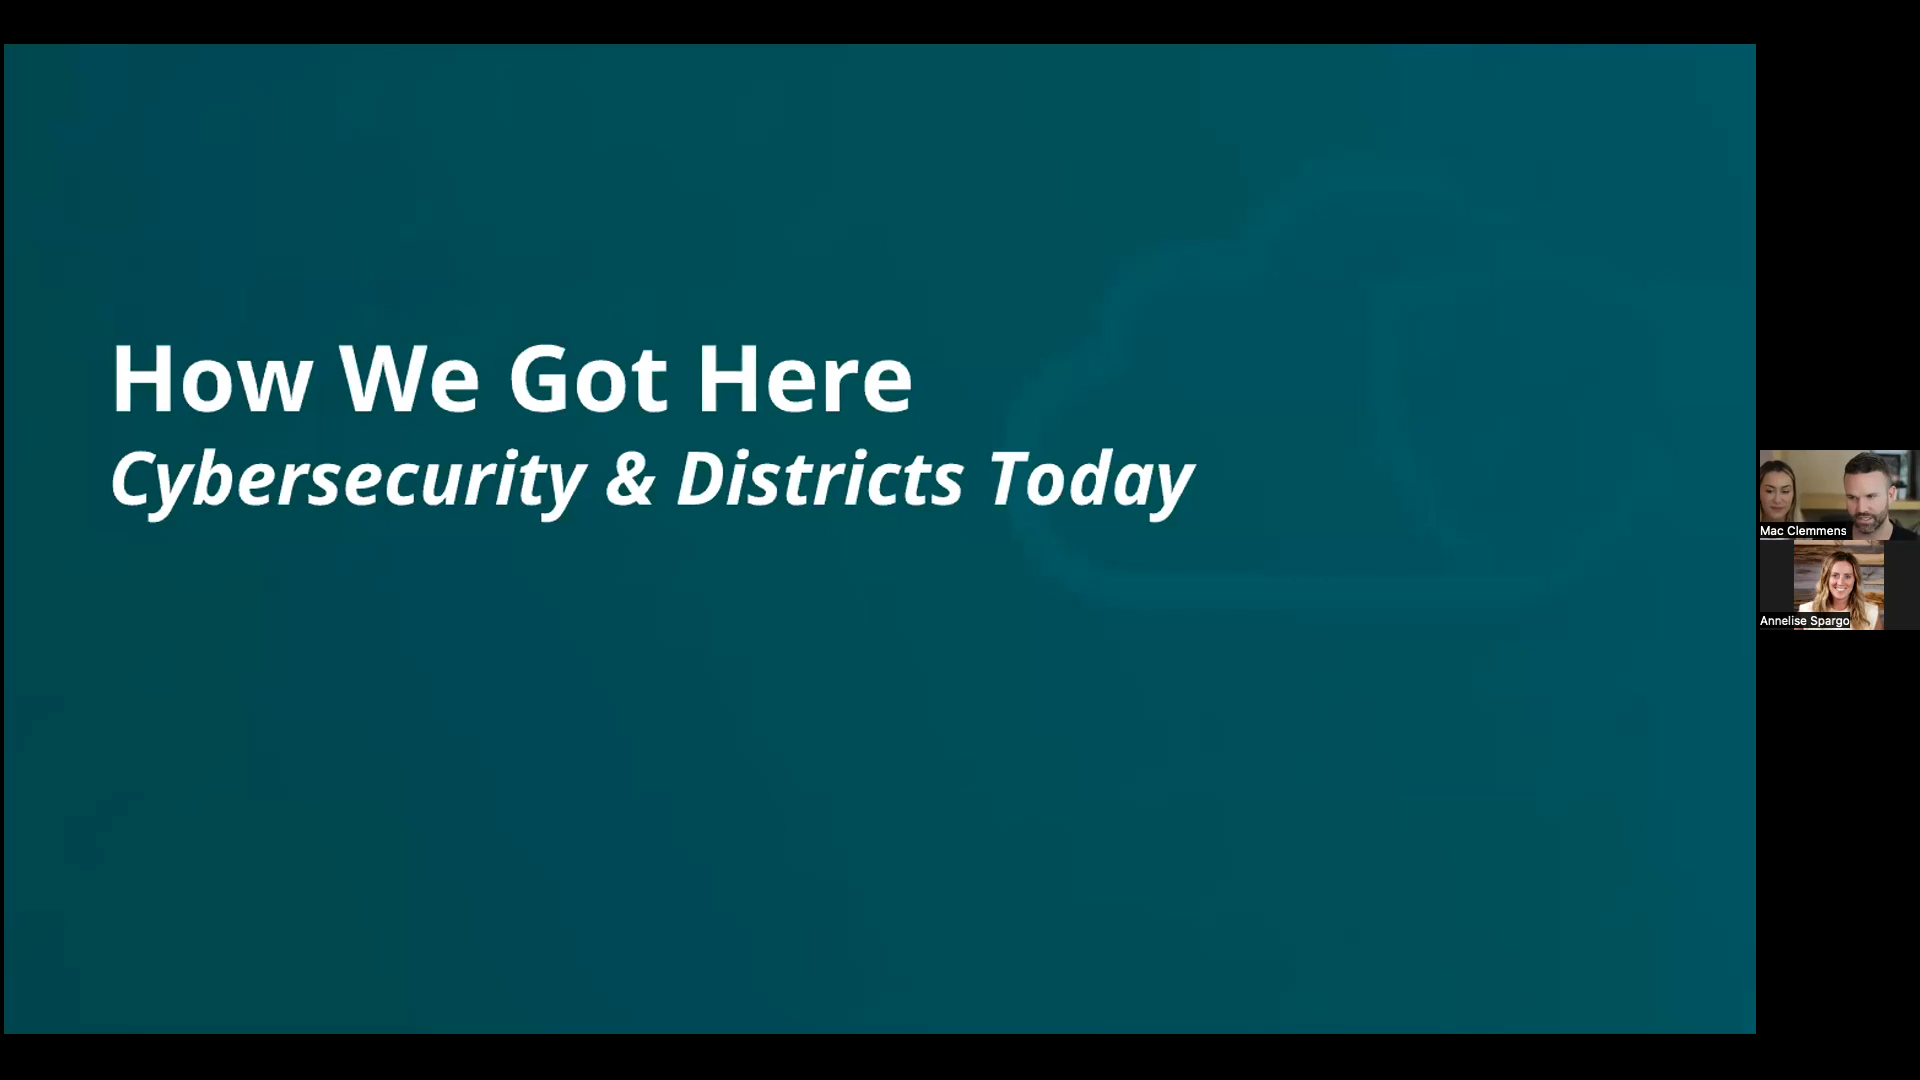 How We Got Here
Cybersecurity & Districts Today
Mac Clemmens
Annelise Spargo